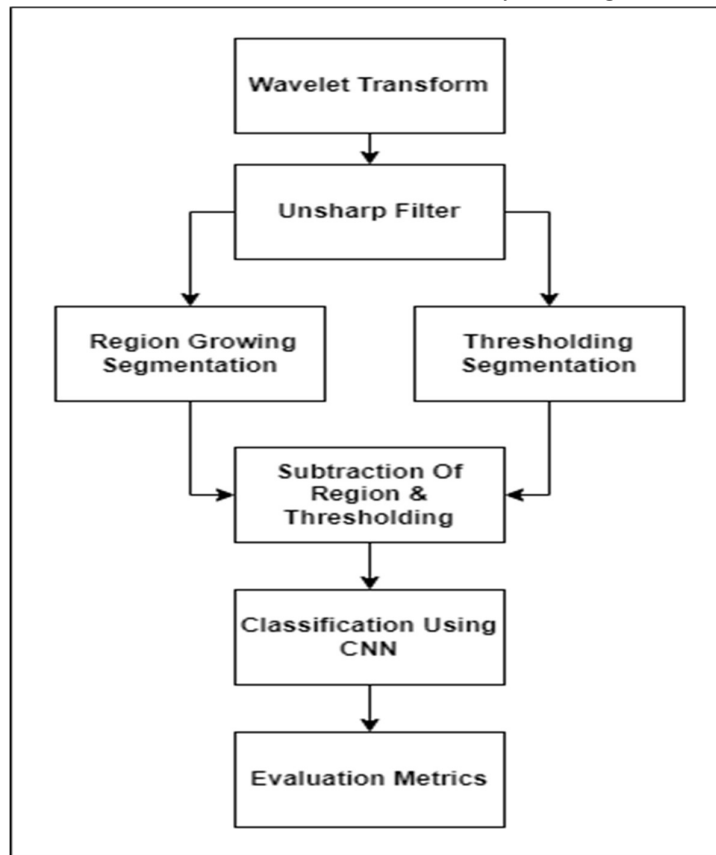 Wavelet Transform
Unsharp Filter
Region Growing
Segmentation
Thresholding
Segmentation
Subtraction Of
Region &
Thresholding
Classification Using
CNN
Evaluation Metrics